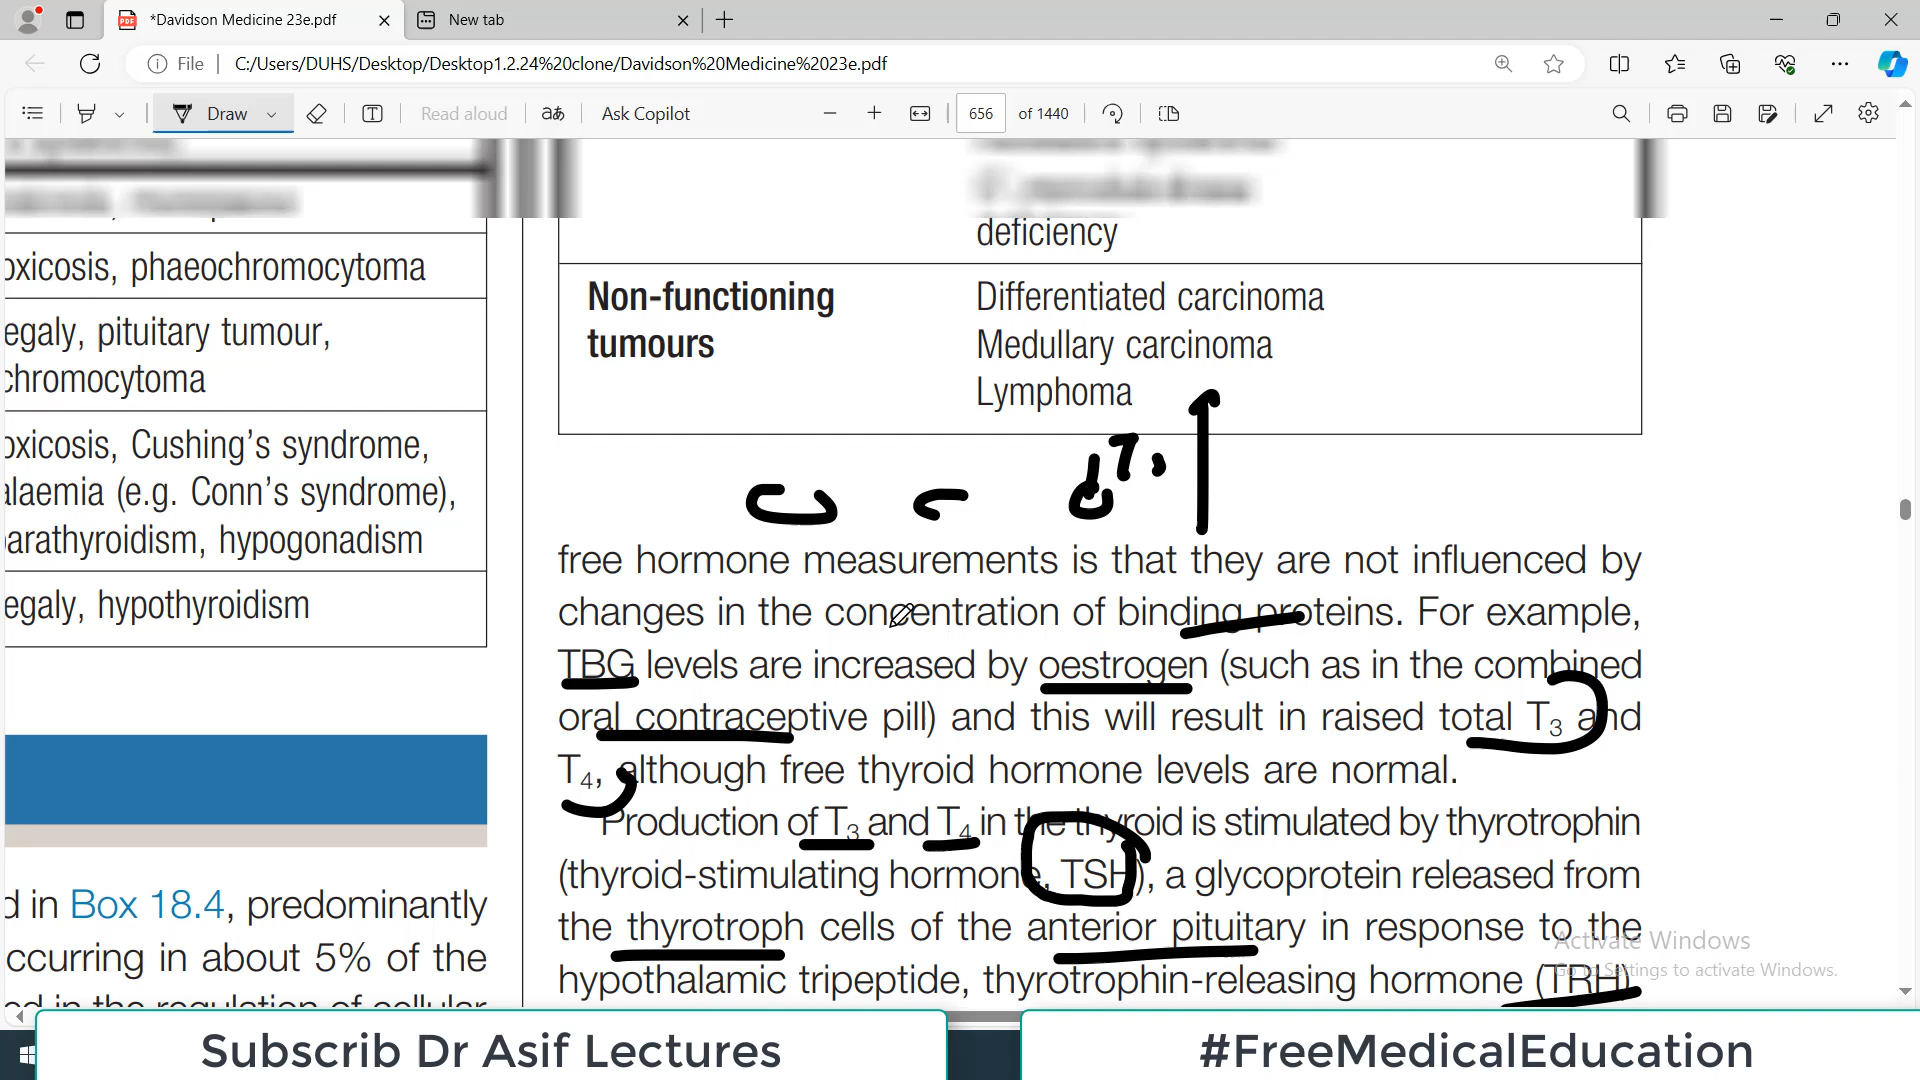 *Davidson Medicine 23e.pdf
New tab
File
C:/Users/DUHS/Desktop/Desktop1.2.24%20clone/Davidson%20Medicine%2023e.pdf
Draw
Read aloud
aあ
Ask Copilot
656 of 1440
oxicosis, phaeochromocytoma
egaly, pituitary tumour,
chromocytoma
oxicosis, Cushing's syndrome,
alaemia (e.g. Conn's syndrome),
arathyroidism, hypogonadism
egaly, hypothyroidism
d in Box 18.4, predominantly
ccurring in about 5% of the
ed in the regulation of cellular
deficiency
Non-functioning
tumours
Differentiated carcinoma
Medullary carcinoma
Lymphoma
free hormone measurements is that they are not influenced by
changes in the concentration of binding proteins. For example,
TBG levels are increased by oestrogen (such as in the combined
oral contraceptive pill) and this will result in raised total T3 and
T4, although free thyroid hormone levels are normal.
Production of T3 and T4 in the thyroid is stimulated by thyrotrophin
(thyroid-stimulating hormone, TSH), a glycoprotein released from
the thyrotroph cells of the anterior pituitary in response to the
hypothalamic tripeptide, thyrotrophin-releasing hormone (TRH)
Activate Windows
Go to Settings to activate Windows.
Subscrib Dr Asif Lectures
#FreeMedicalEducation